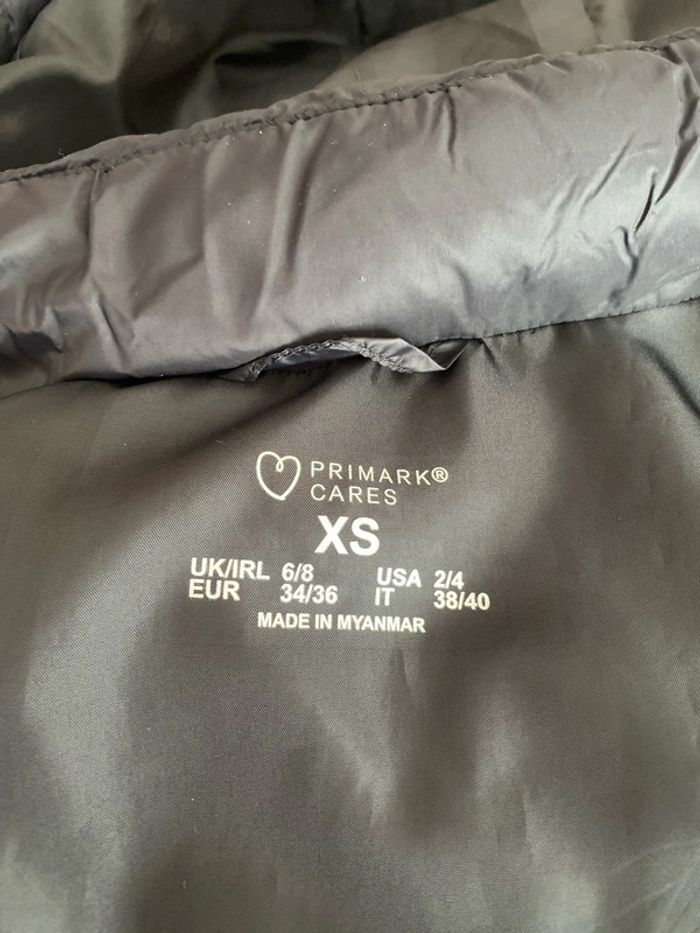 PRIMARK®
CARES
XS
UK/IRL 6/8 USA 2/4
EUR 34/36 IT 38/40
MADE IN MYANMAR